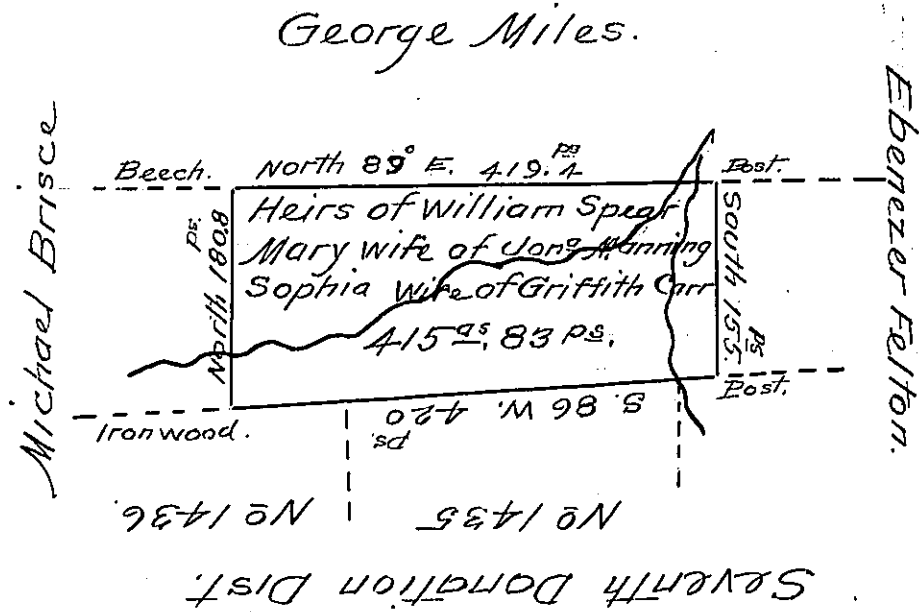 George Miles.
Michael Brisce
Ebenezer Felton.
Beech.
North 89° E. 419.4 ps
Post.
North 180.8 ps.
Heirs of William Spear
Mary wife of Jona. Manning
Sophia wife of Griffith Carr
415 as. 83 ps.
South 155. ps
Post.
Ironwood.
S. 86 W. 420 ps.
No 1436
No 1435
Seventh Donation Dist.